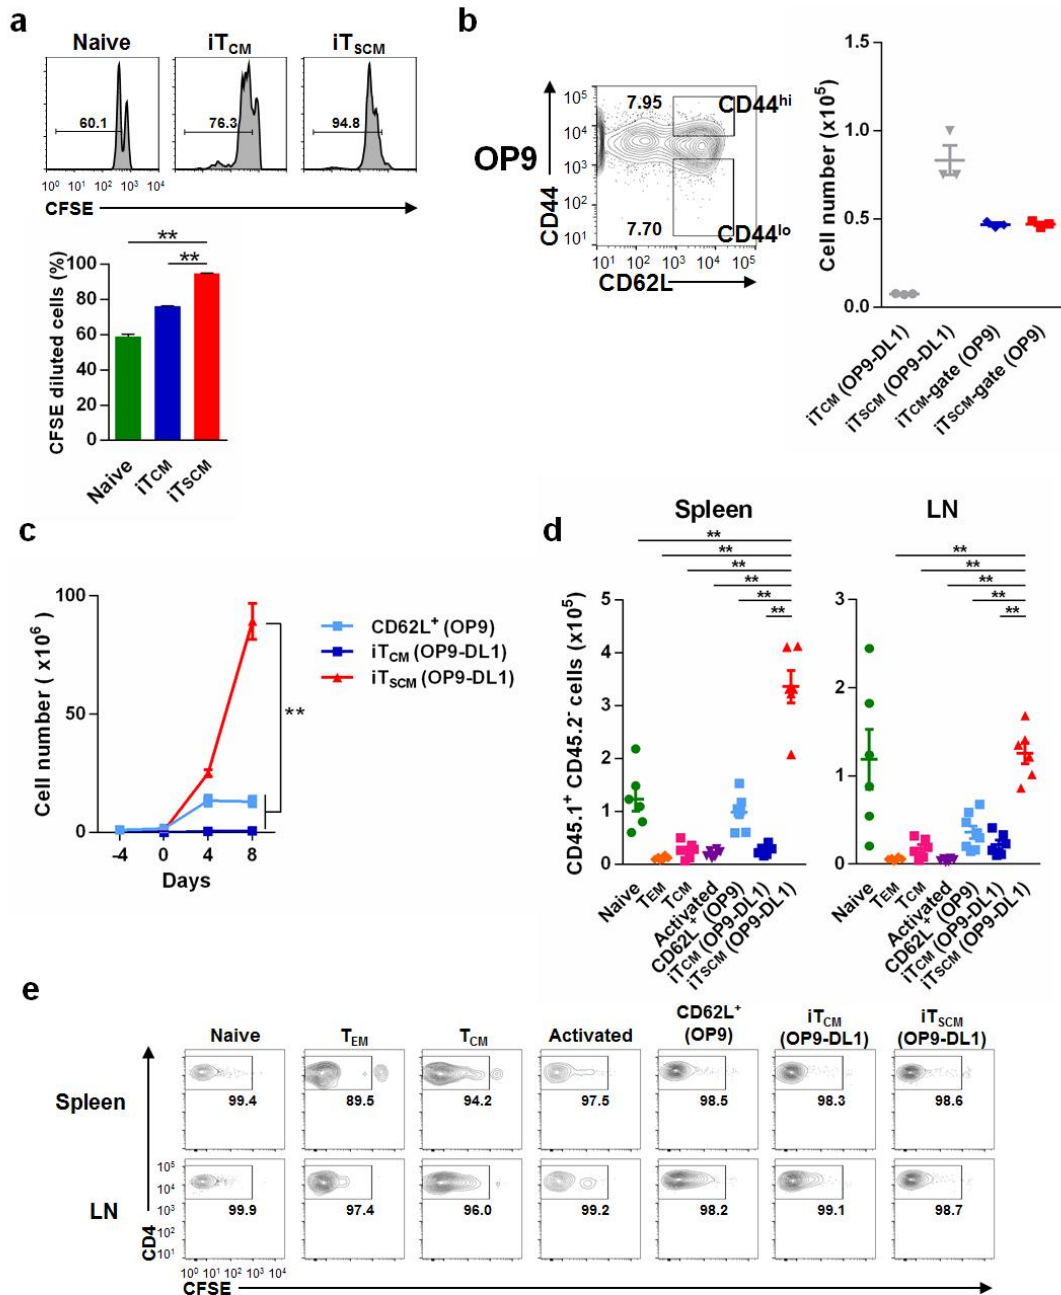 a
Naive
iTCM
iTSCM
60.1
76.3
94.8
10⁰ 10¹ 10² 10³ 10⁴
CFSE
**
**
CFSE diluted cells (%)
100
80
60
40
20
0
Naive
iTCM
iTSCM
b
OP9
CD44
10⁵
10⁴
10³
10²
10¹
7.95
CD44hi
7.70
CD44lo
10¹ 10² 10³ 10⁴ 10⁵
CD62L
Cell number (x10⁵)
1.5
1.0
0.5
0.0
iTCM (OP9-DL1)
iTSCM (OP9-DL1)
iTCM-gate (OP9)
iTSCM-gate (OP9)
c
Cell number ( x10⁶)
100
50
0
-4 0 4 8
Days
CD62L⁺ (OP9)
iTCM (OP9-DL1)
iTSCM (OP9-DL1)
**
d
Spleen
**
**
**
**
**
**
CD45.1⁺ CD45.2⁻ cells (x10⁵)
5
4
3
2
1
0
Naive
TEM
TCM
Activated
CD62L⁺ (OP9)
iTCM (OP9-DL1)
iTSCM (OP9-DL1)
LN
**
**
**
**
**
3
2
1
0
Naive
TEM
TCM
Activated
CD62L⁺ (OP9)
iTCM (OP9-DL1)
iTSCM (OP9-DL1)
e
Naive
TEM
TCM
Activated
CD62L⁺
(OP9)
iTCM
(OP9-DL1)
iTSCM
(OP9-DL1)
Spleen
99.4
89.5
94.2
97.5
98.5
98.3
98.6
LN
CD4
10⁵
10⁴
10³
10²
10¹
99.9
97.4
96.0
99.2
98.2
99.1
98.7
10⁰ 10¹ 10² 10³ 10⁴
CFSE